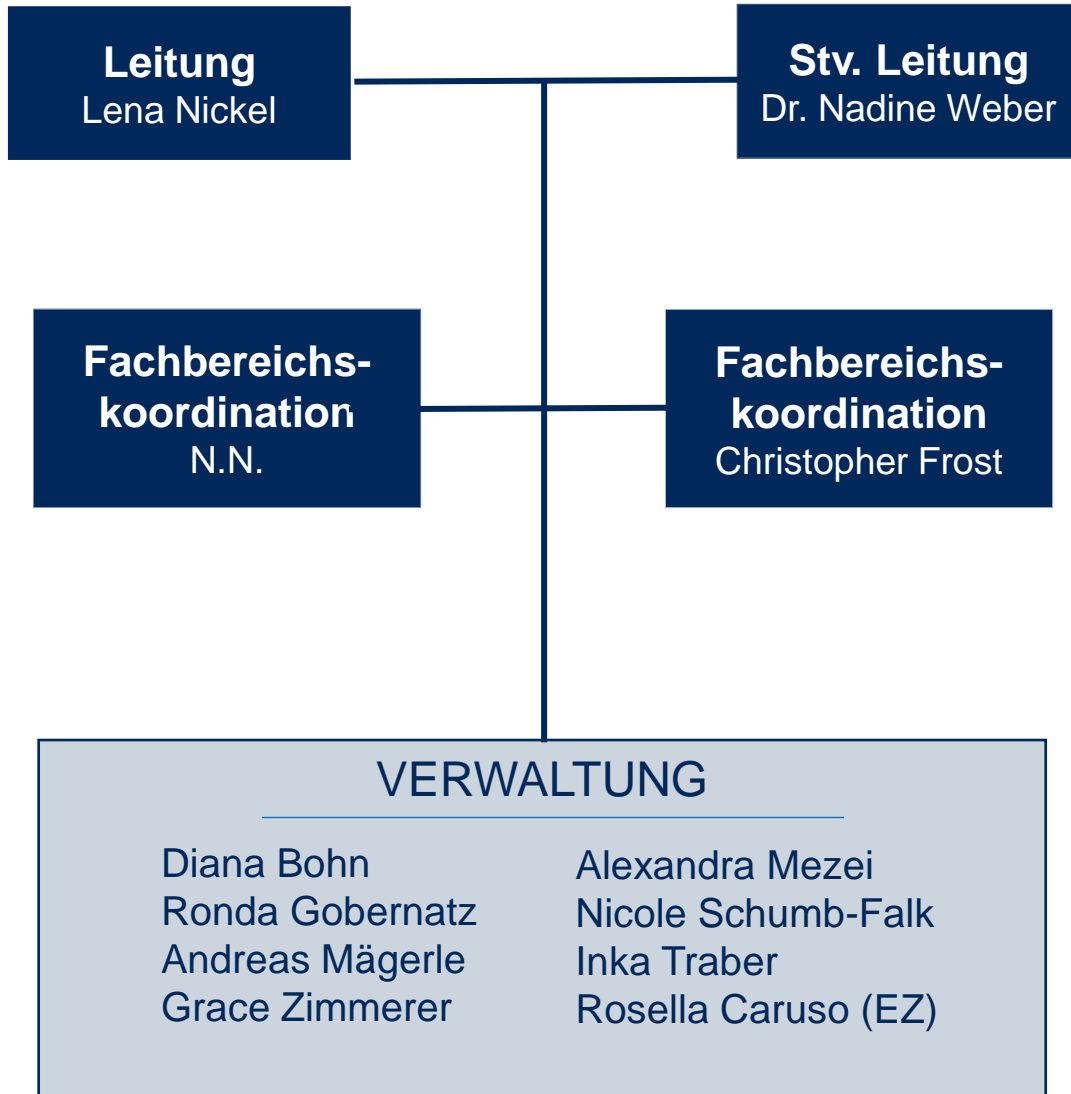 Leitung
Lena Nickel
Stv. Leitung
Dr. Nadine Weber
Fachbereichs-
koordination
N.N.
Fachbereichs-
koordination
Christopher Frost
VERWALTUNG
Diana Bohn
Ronda Gobernatz
Andreas Mägerle
Grace Zimmerer
Alexandra Mezei
Nicole Schumb-Falk
Inka Traber
Rosella Caruso (EZ)